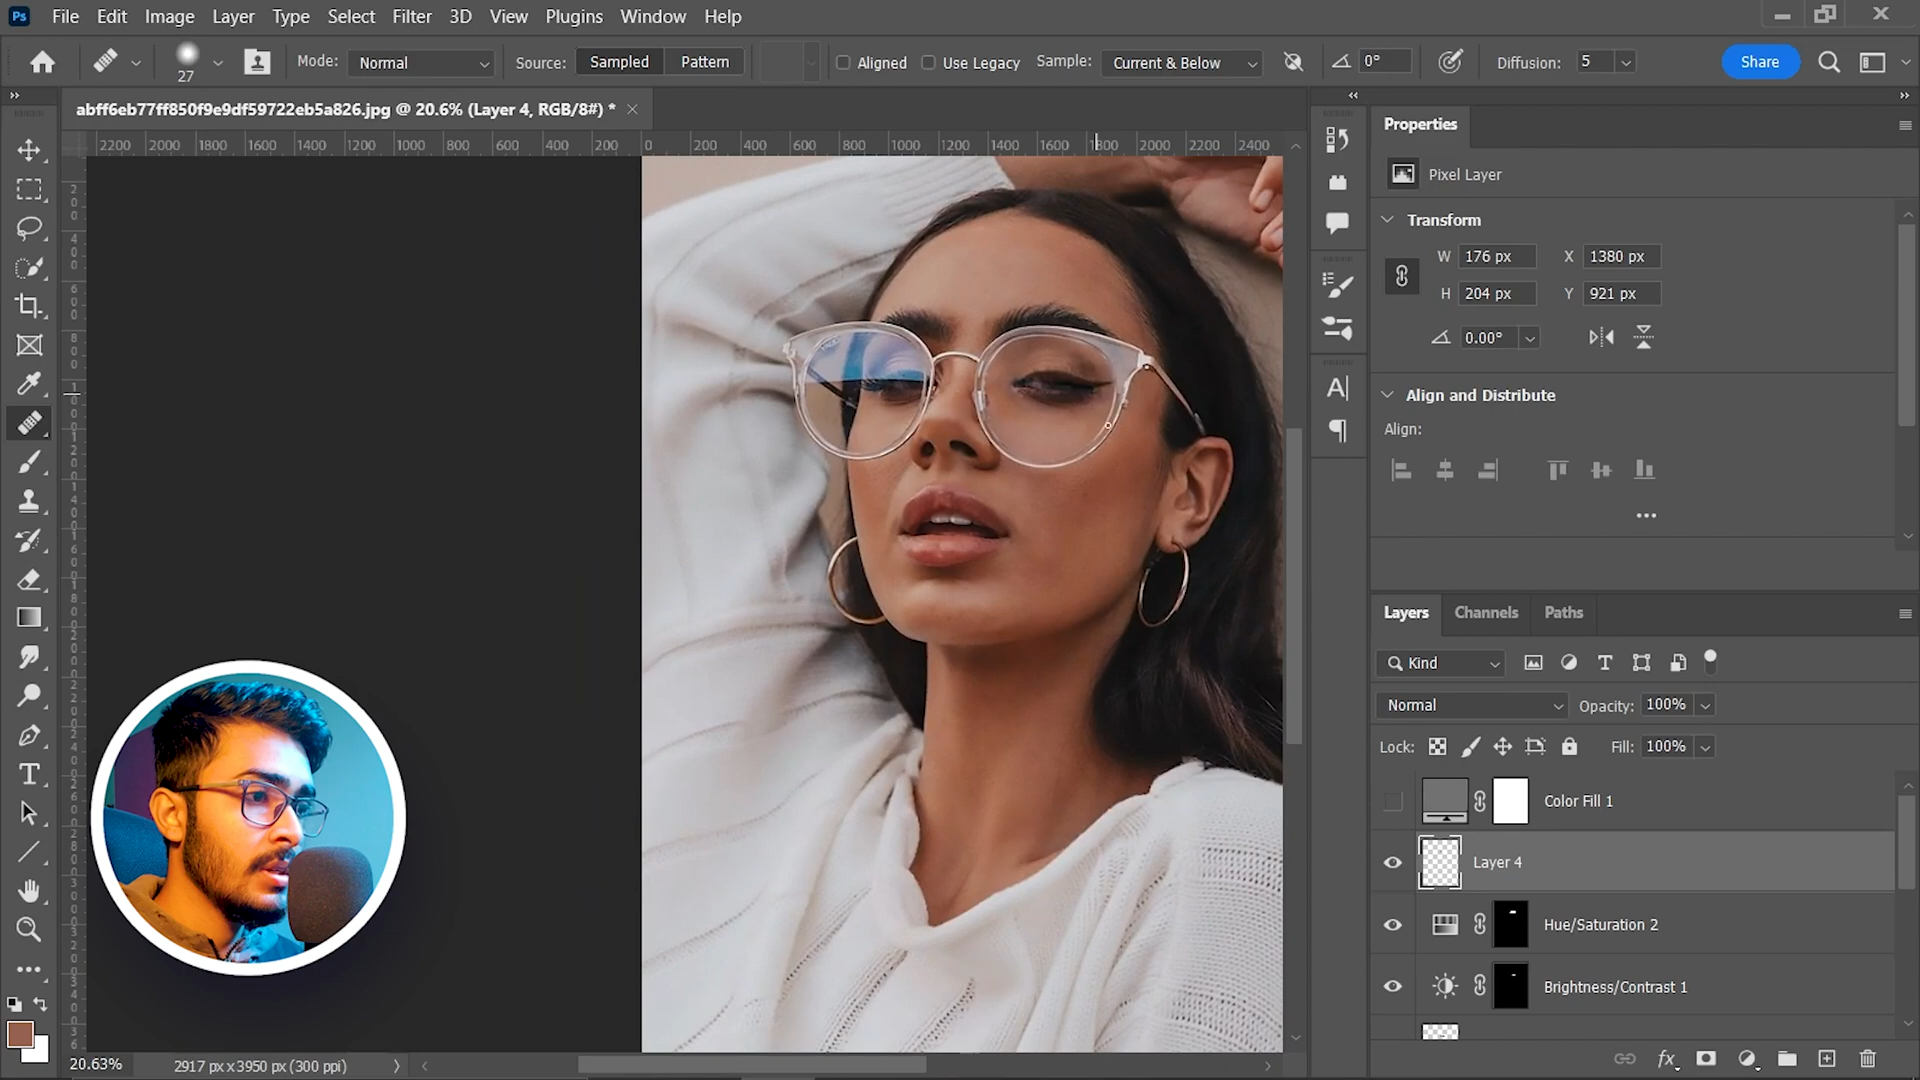 Ps File Edit Image Layer Type Select Filter 3D View Plugins Window Help
27 Mode: Normal Source: Sampled Pattern Aligned Use Legacy Sample: Current & Below 0° Diffusion: 5 Share
abff6eb77ff850f9e9df59722eb5a826.jpg @ 20.6% (Layer 4, RGB/8#) *
2200 2000 1800 1600 1400 1200 1000 800 600 400 200 0 200 400 600 800 1000 1200 1400 1600 1800 2000 2200 2400
Properties
Pixel Layer
Transform
W 176 px X 1380 px
H 204 px Y 921 px
0.00°
Align and Distribute
Align:
Layers Channels Paths
Kind
Normal Opacity: 100%
Lock: Fill: 100%
Color Fill 1
Layer 4
Hue/Saturation 2
Brightness/Contrast 1
20.63% 2917 px x 3950 px (300 ppi)
fx